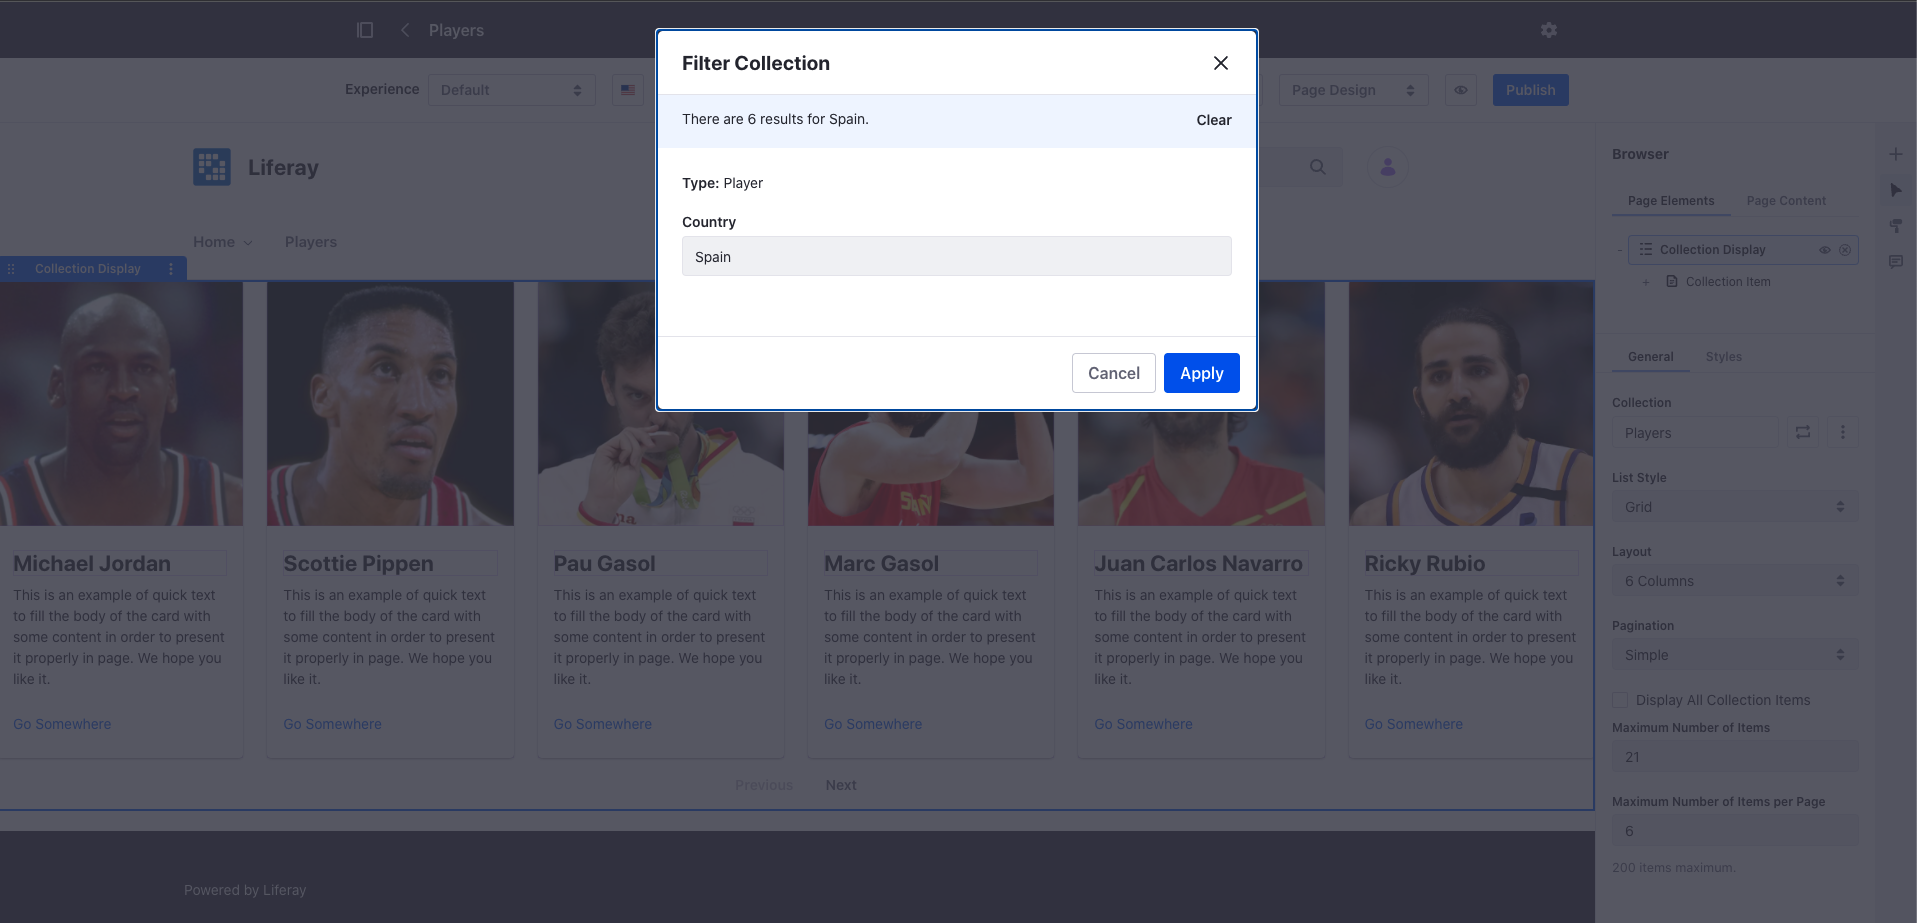 Players
Filter Collection
Experience
Default
Page Design
Publish
There are 6 results for Spain.
Clear
Liferay
Browser
Type: Player
Page Elements
Page Content
Country
Home
Players
Spain
Collection Display
Collection Display
Collection Item
General
Styles
Cancel
Apply
Collection
Players
List Style
Grid
Layout
6 Columns
Pagination
Simple
Display All Collection Items
Maximum Number of Items
21
Maximum Number of Items per Page
6
200 items maximum.
Michael Jordan
This is an example of quick text
to fill the body of the card with
some content in order to present
it properly in page. We hope you
like it.
Go Somewhere
Scottie Pippen
This is an example of quick text
to fill the body of the card with
some content in order to present
it properly in page. We hope you
like it.
Go Somewhere
Pau Gasol
This is an example of quick text
to fill the body of the card with
some content in order to present
it properly in page. We hope you
like it.
Go Somewhere
Marc Gasol
This is an example of quick text
to fill the body of the card with
some content in order to present
it properly in page. We hope you
like it.
Go Somewhere
Juan Carlos Navarro
This is an example of quick text
to fill the body of the card with
some content in order to present
it properly in page. We hope you
like it.
Go Somewhere
Ricky Rubio
This is an example of quick text
to fill the body of the card with
some content in order to present
it properly in page. We hope you
like it.
Go Somewhere
Previous
Next
Powered by Liferay